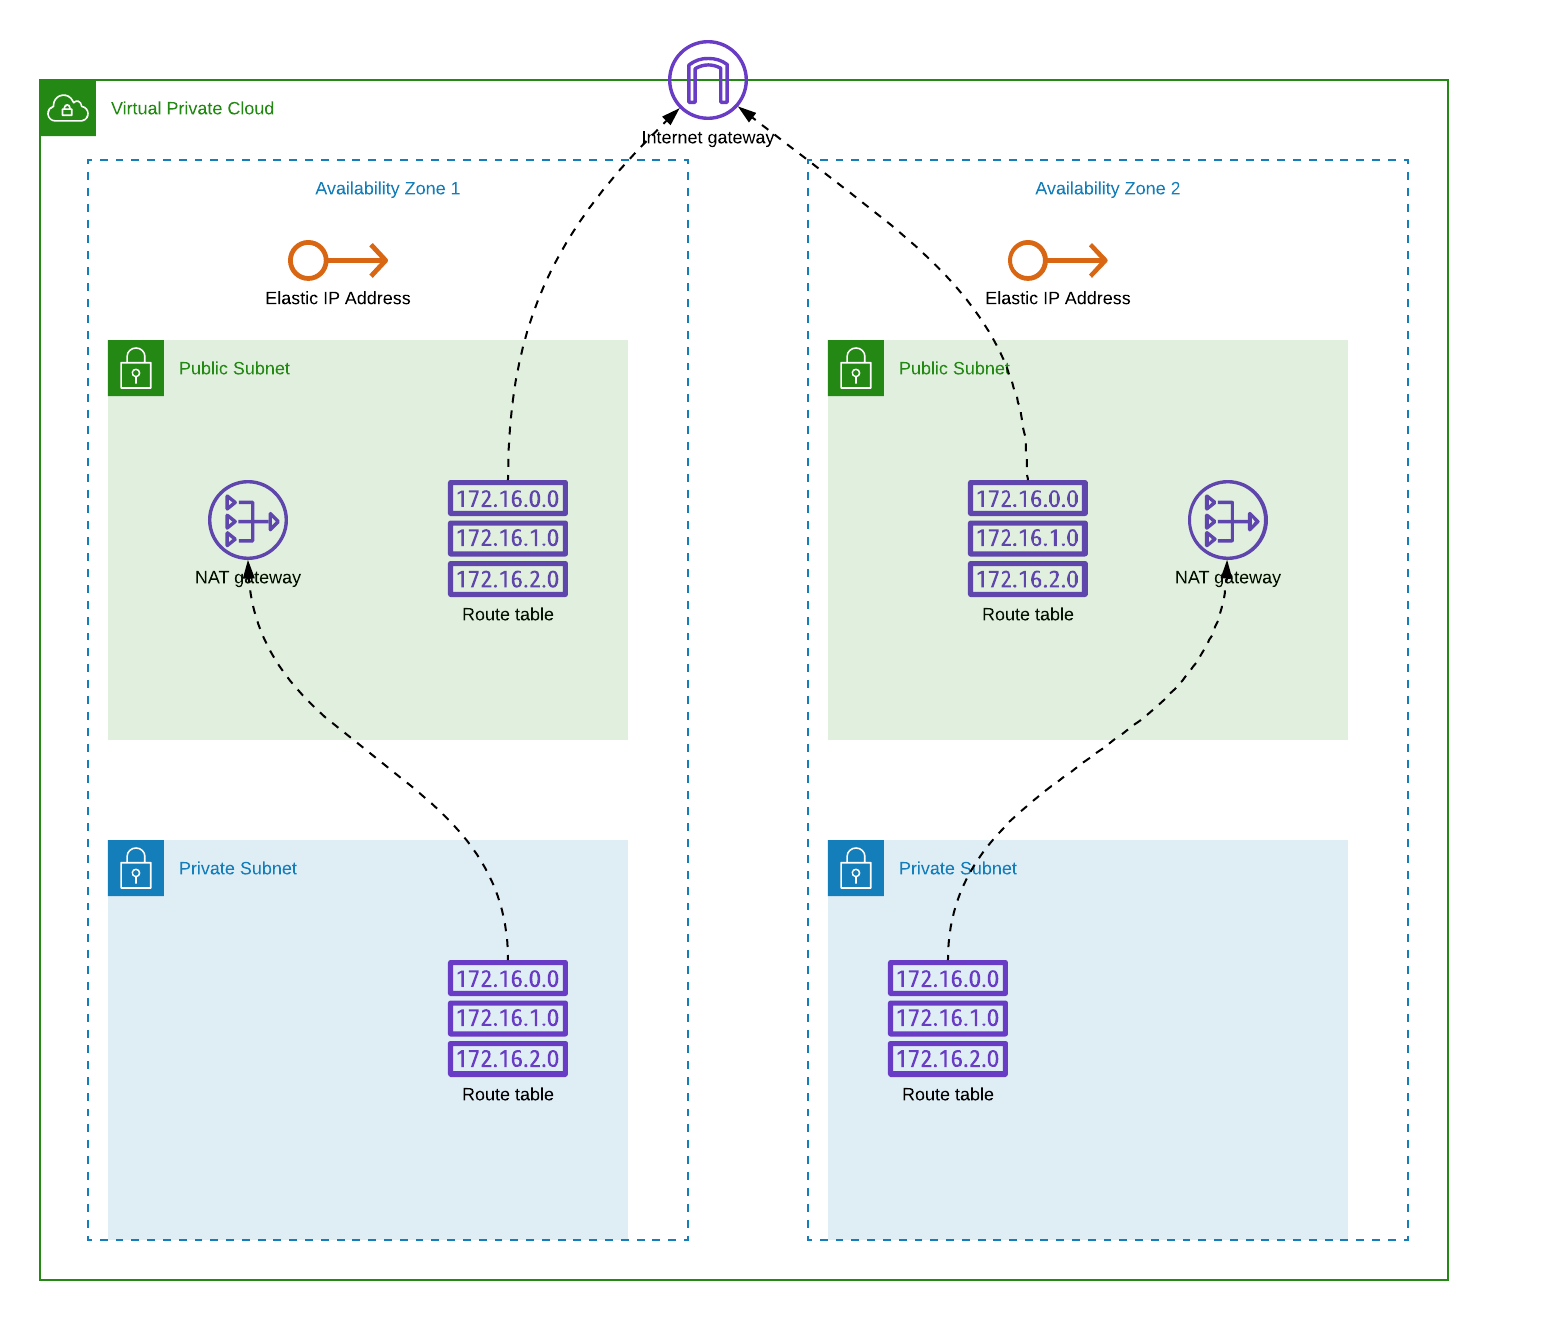 Virtual Private Cloud
Internet gateway
Availability Zone 1
Elastic IP Address
Public Subnet
NAT gateway
172.16.0.0
172.16.1.0
172.16.2.0
Route table
Private Subnet
172.16.0.0
172.16.1.0
172.16.2.0
Route table
Availability Zone 2
Elastic IP Address
Public Subnet
172.16.0.0
172.16.1.0
172.16.2.0
Route table
NAT gateway
Private Subnet
172.16.0.0
172.16.1.0
172.16.2.0
Route table